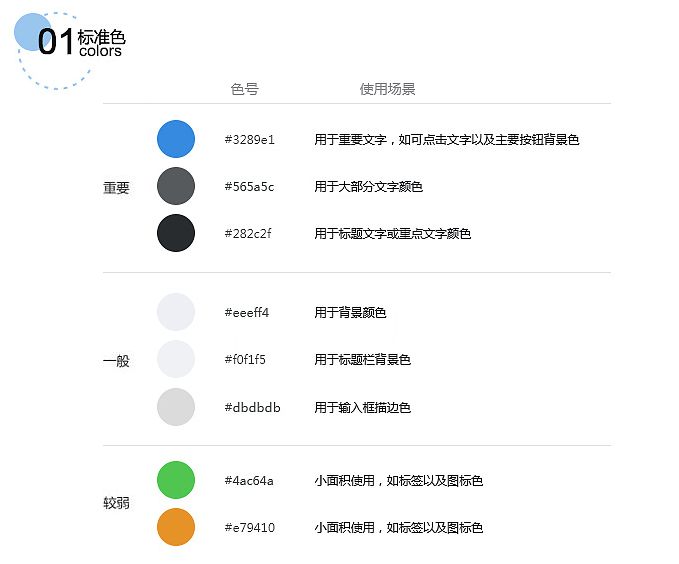 01 标准色
colors
色号 使用场景
#3289e1 用于重要文字，如可点击文字以及主要按钮背景色
重要 #565a5c 用于大部分文字颜色
#282c2f 用于标题文字或重点文字颜色
#eeeff4 用于背景颜色
一般 #f0f1f5 用于标题栏背景色
#dbdbdb 用于输入框描边色
#4ac64a 小面积使用，如标签以及图标色
较弱
#e79410 小面积使用，如标签以及图标色